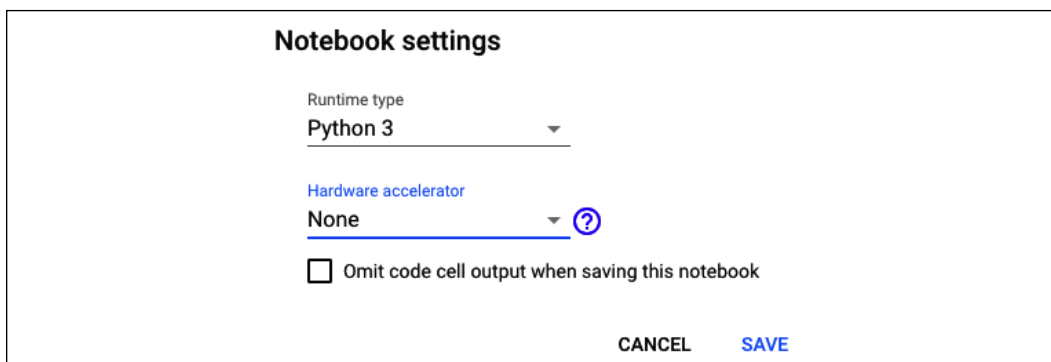 Notebook settings
Runtime type
Python 3
Hardware accelerator
None
Omit code cell output when saving this notebook
CANCEL SAVE